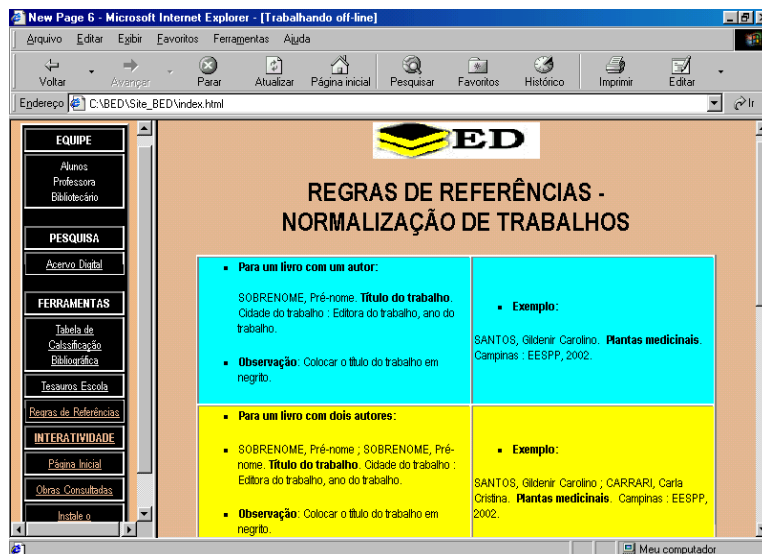 New Page 6 - Microsoft Internet Explorer - [Trabalhando off-line]
Arquivo Editar Exibir Favoritos Ferramentas Ajuda
Voltar Avançar Parar Atualizar Página inicial Pesquisar Favoritos Histórico Imprimir Editar
Endereço C:\BED\Site_BED\index.html Ir
EQUIPE
Alunos
Professora
Bibliotecário
PESQUISA
Acervo Digital
FERRAMENTAS
Tabela de
Calssificação
Bibliográfica
Tesauros Escola
Regras de Referências
INTERATIVIDADE
Página Inicial
Obras Consultadas
Instale o
ED
REGRAS DE REFERÊNCIAS -
NORMALIZAÇÃO DE TRABALHOS
Para um livro com um autor:
SOBRENOME, Pré-nome. Título do trabalho.
Cidade do trabalho : Editora do trabalho, ano do
trabalho.
Observação: Colocar o título do trabalho em
negrito.
Exemplo:
SANTOS, Gildenir Carolino. Plantas medicinais.
Campinas : EESPP, 2002.
Para um livro com dois autores:
SOBRENOME, Pré-nome ; SOBRENOME, Pré-
nome. Título do trabalho. Cidade do trabalho :
Editora do trabalho, ano do trabalho.
Observação: Colocar o título do trabalho em
negrito.
Exemplo:
SANTOS, Gildenir Carolino ; CARRARI, Carla
Cristina. Plantas medicinais. Campinas : EESPP,
2002.
Meu computador